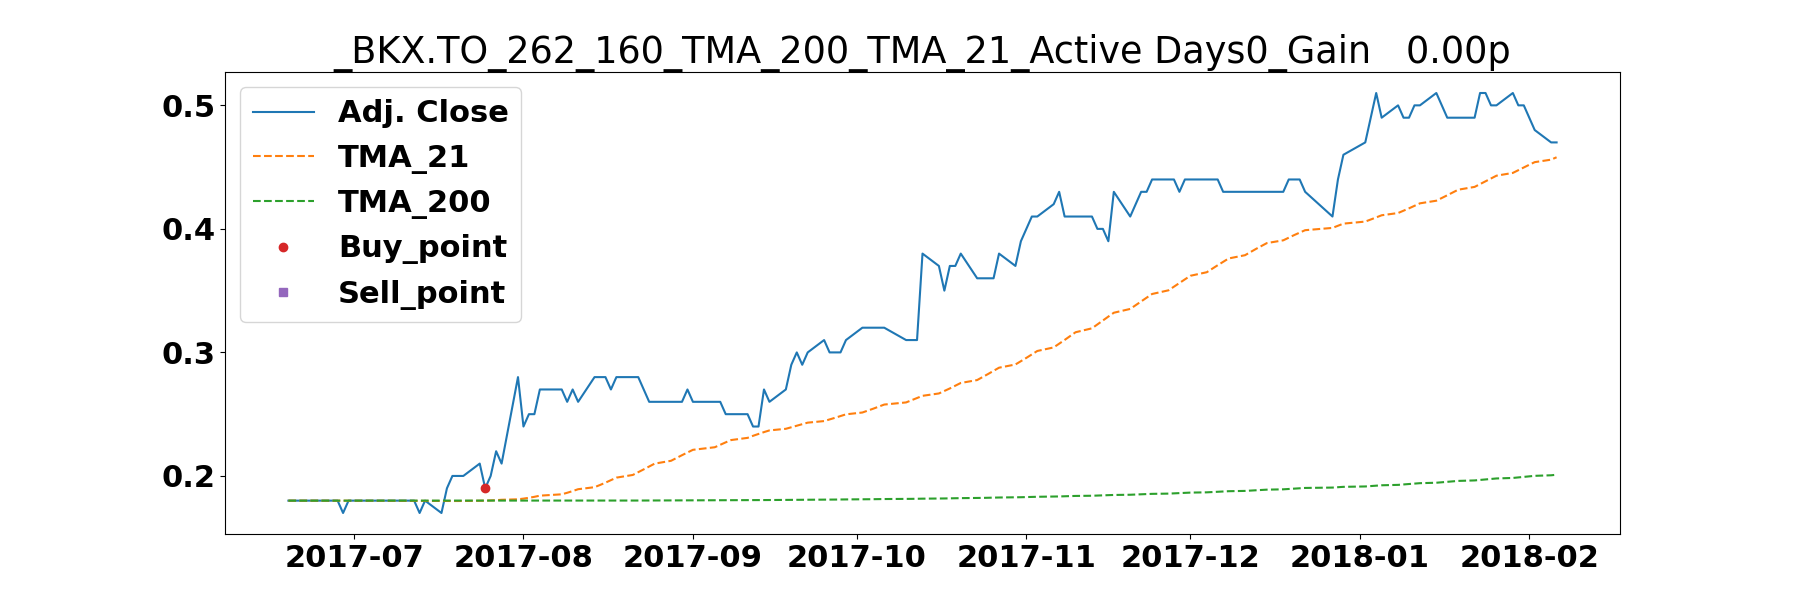 _BKX.TO_262_160_TMA_200_TMA_21_Active Days0_Gain   0.00p
0.5
0.4
0.3
0.2
Adj. Close
TMA_21
TMA_200
Buy_point
Sell_point
2017-07 2017-08 2017-09 2017-10 2017-11 2017-12 2018-01 2018-02